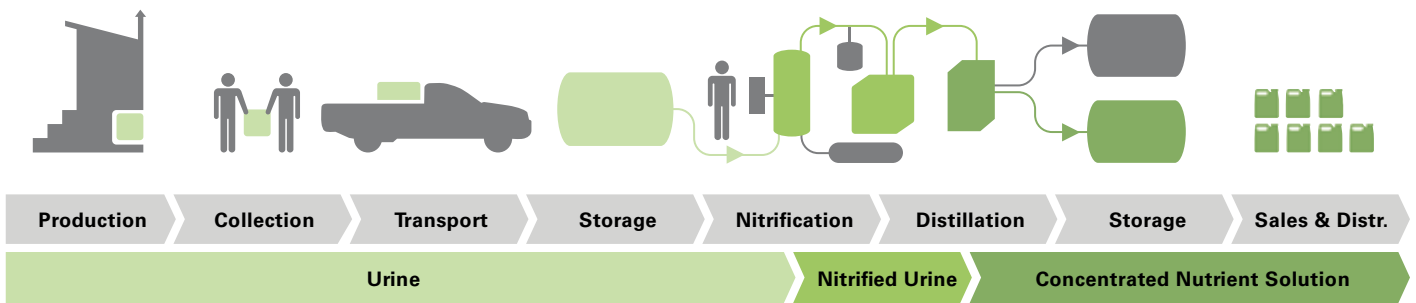 Production
Collection
Transport
Storage
Nitrification
Distillation
Storage
Sales & Distr.
Urine
Nitrified Urine
Concentrated Nutrient Solution